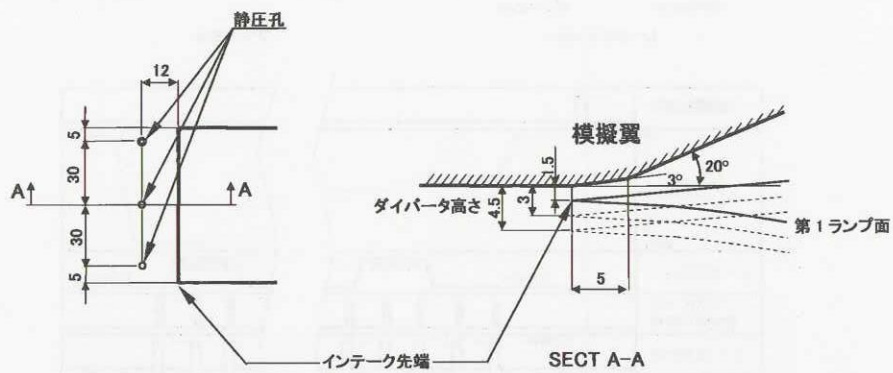 静圧孔
12
5
30
A
A
30
5
模擬翼
1.5
20°
3°
ダイバータ高さ
4.5
3
第1ランプ面
5
インテーク先端
SECT A-A